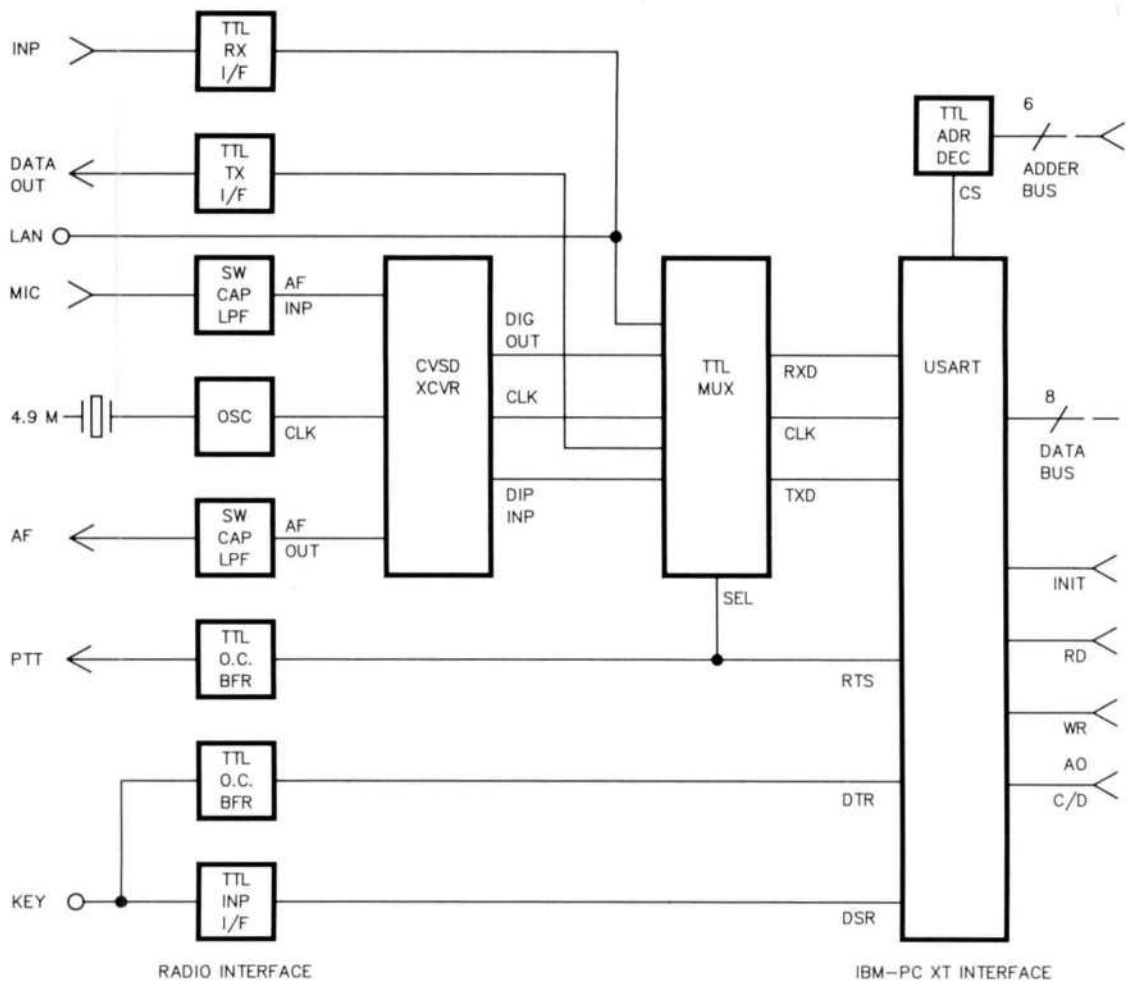 INP
TTL
RX
I/F
DATA
OUT
TTL
TX
I/F
LAN
MIC
SW
CAP
LPF
AF
INP
4.9 M
OSC
CLK
AF
SW
CAP
LPF
AF
OUT
CVSD
XCVR
DIG
OUT
CLK
DIP
INP
TTL
MUX
SEL
RXD
CLK
TXD
USART
TTL
ADR
DEC
CS
6
ADDER
BUS
8
DATA
BUS
INIT
RD
WR
AO
C/D
PTT
TTL
O.C.
BFR
RTS
TTL
O.C.
BFR
DTR
KEY
TTL
INP
I/F
DSR
RADIO INTERFACE
IBM-PC XT INTERFACE